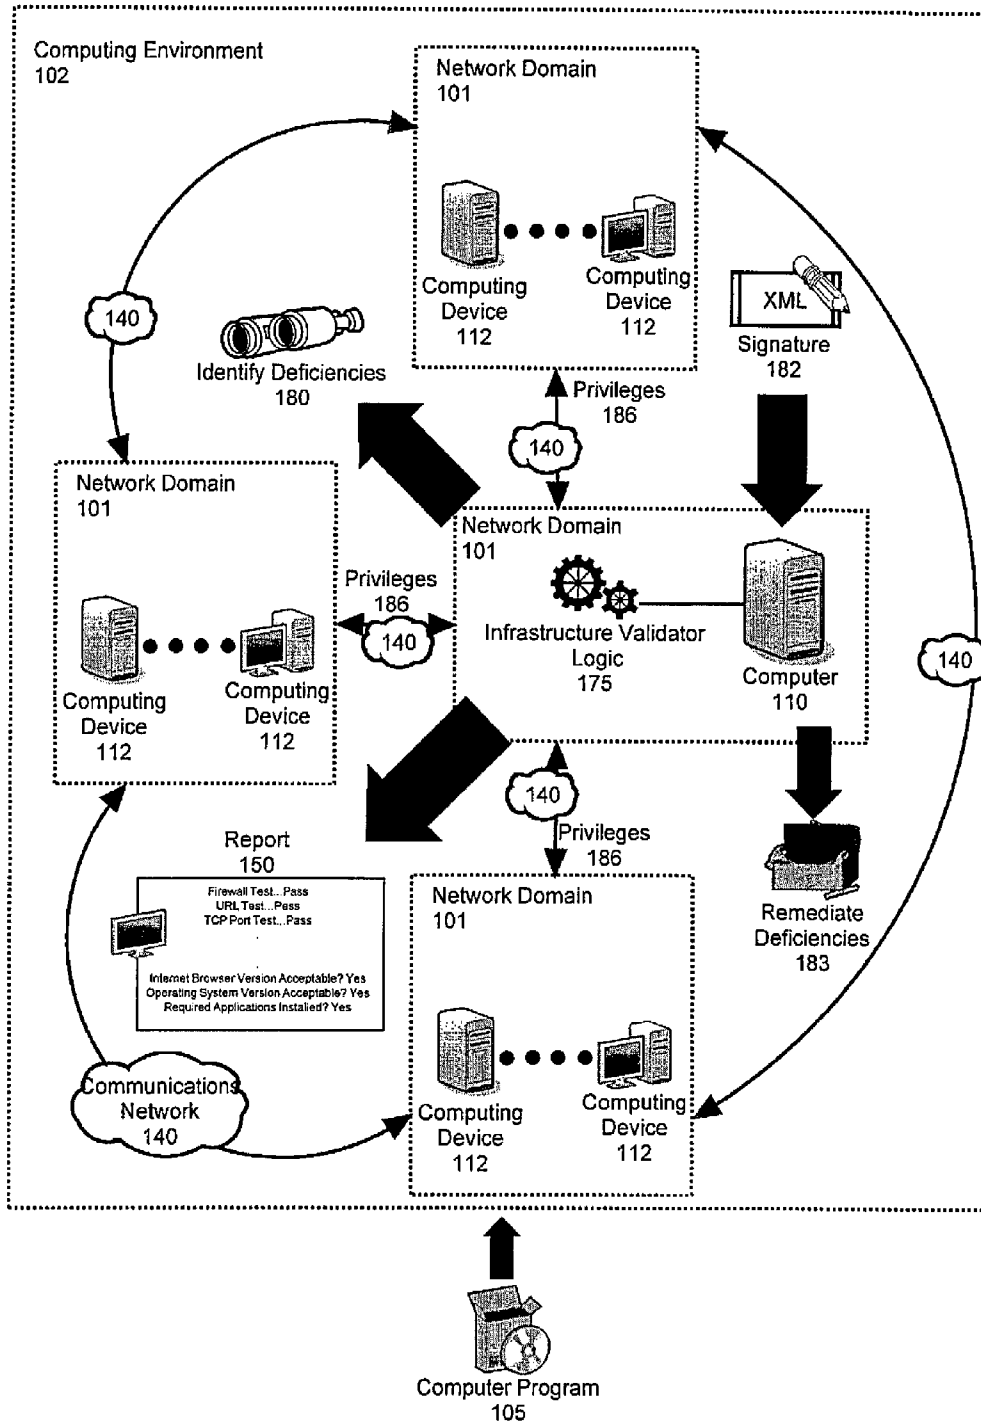 Computing Environment
102
Network Domain
101
Computing
Device
112
Computing
Device
112
140
XML
Signature
182
Identify Deficiencies
180
Privileges
186
140
Network Domain
101
Computing
Device
112
Computing
Device
112
Privileges
186
140
Network Domain
101
Infrastructure Validator
Logic
175
Computer
110
140
140
Privileges
186
Report
150
Firewall Test...Pass
URL Test...Pass
TCP Port Test...Pass
.
.
Internet Browser Version Acceptable? Yes
Operating System Version Acceptable? Yes
Required Applications Installed? Yes
Network Domain
101
Computing
Device
112
Computing
Device
112
Remediate
Deficiencies
183
Communications
Network
140
Computer Program
105